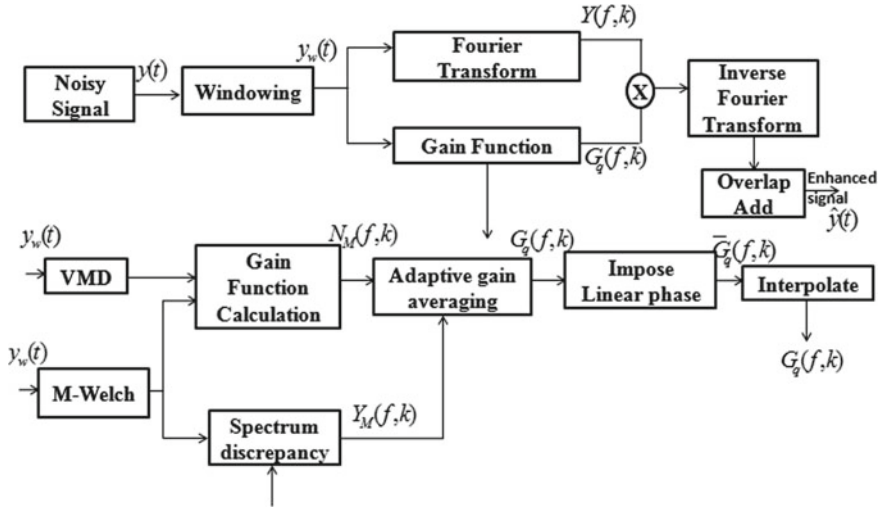 Noisy
Signal
y(t)
Windowing
y_w(t)
Fourier
Transform
Y(f,k)
Gain Function
G_q(f,k)
X
Inverse
Fourier
Transform
Overlap
Add
Enhanced
signal
ŷ(t)
y_w(t)
VMD
Gain
Function
Calculation
N_M(f,k)
Adaptive gain
averaging
G_q(f,k)
Impose
Linear phase
G̅_q(f,k)
Interpolate
G_q(f,k)
y_w(t)
M-Welch
Spectrum
discrepancy
Y_M(f,k)